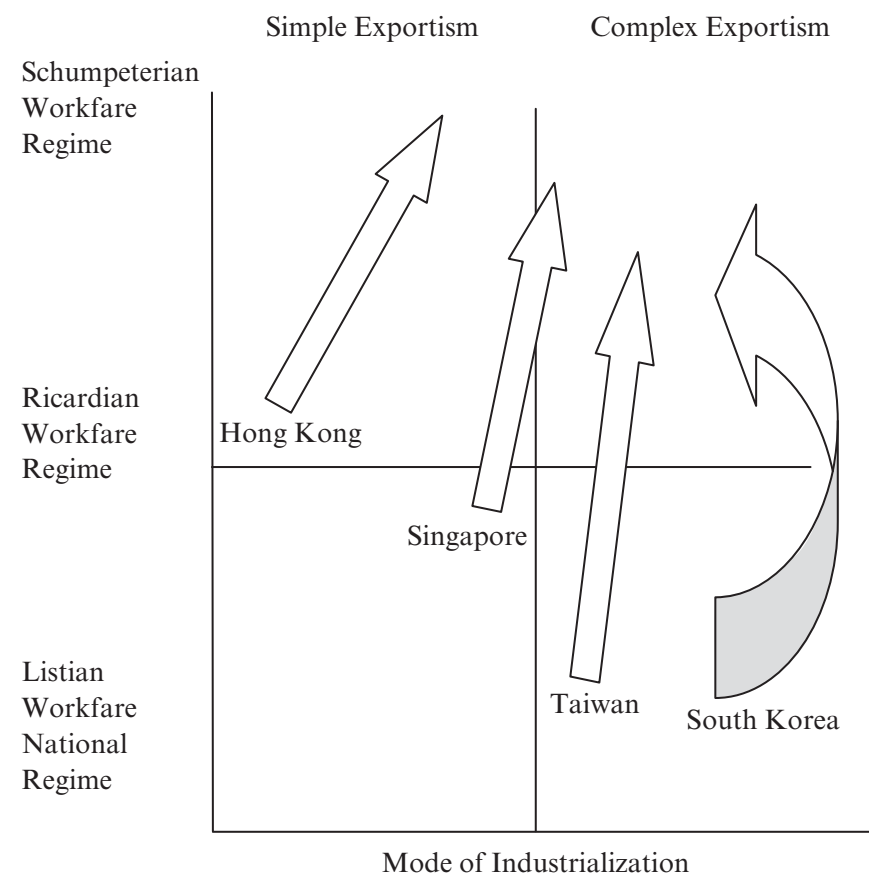 Simple Exportism
Complex Exportism
Schumpeterian
Workfare
Regime
Ricardian
Workfare
Regime
Hong Kong
Singapore
Listian
Workfare
National
Regime
Taiwan
South Korea
Mode of Industrialization